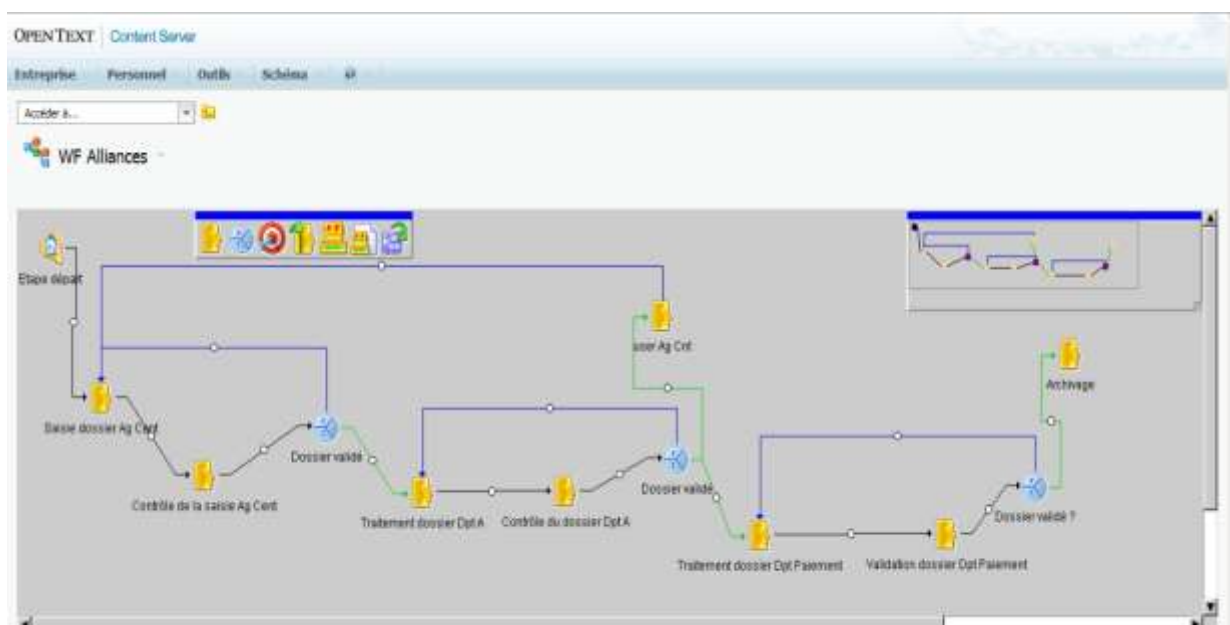 OPENTEXT | Content Server
Entreprise Personnel Outils Schéma
Accéder à...
WF Alliances
Etape départ
user Ag Cnt
Archivage
Saisie dossier Ag Cent
Dossier validé
Contrôle de la saisie Ag Cent
Dossier validé
Traitement dossier Dpt A
Contrôle du dossier Dpt A
Dossier validé ?
Traitement dossier Dpt Paiement
Validation dossier Dpt Paiement